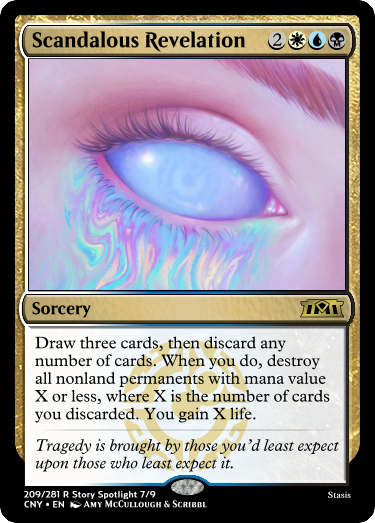 Scandalous Revelation 2
Sorcery
Draw three cards, then discard any
number of cards. When you do, destroy
all nonland permanents with mana value
X or less, where X is the number of cards
you discarded. You gain X life.
Tragedy is brought by those you’d least expect
upon those who least expect it.
209/281 R Story Spotlight 7/9
CNY • EN Amy McCullough & Scribbl
Stasis